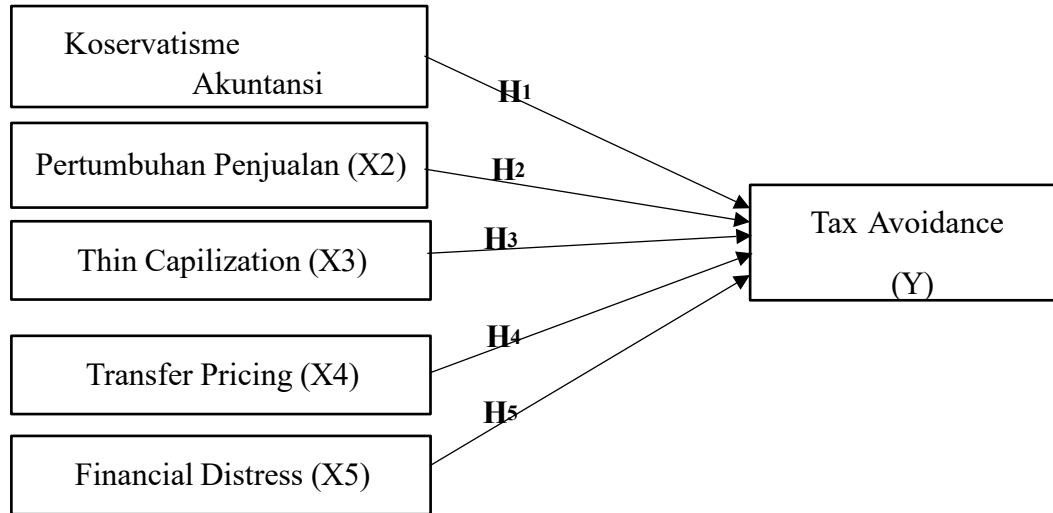 Koservatisme
Akuntansi
H1
Pertumbuhan Penjualan (X2)
H2
Thin Capilization (X3)
H3
Tax Avoidance
(Y)
Transfer Pricing (X4)
H4
Financial Distress (X5)
H5